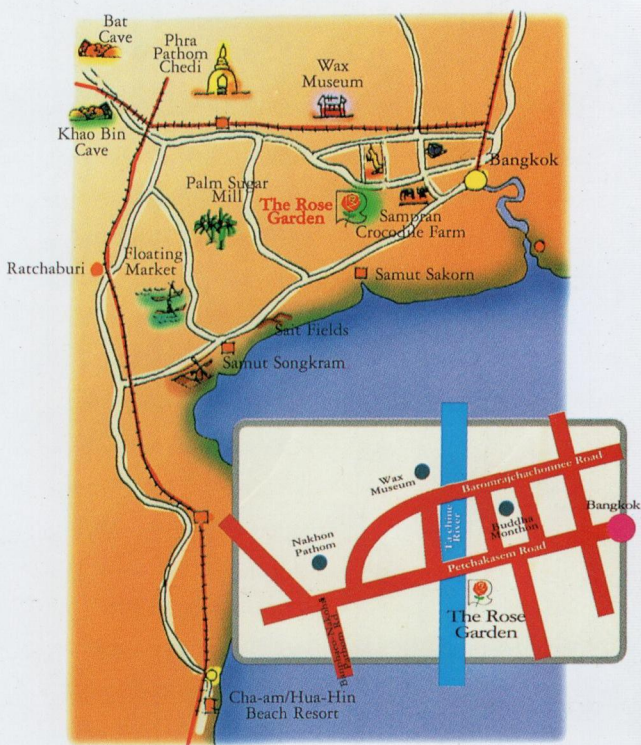 Bat
Cave
Phra
Pathom
Chedi
Wax
Museum
Khao Bin
Cave
Bangkok
Palm Sugar
Mill
The Rose
Garden
Sampran
Crocodile Farm
Ratchaburi
Floating
Market
Samut Sakorn
Salt Fields
Samut Songkram
Cha-am/Hua-Hin
Beach Resort
Wax
Museum
Baromrajchachonnee Road
Bangkok
Buddha
Monthon
River
Nakhon
Pathom
Petchakasem Road
The Rose
Garden